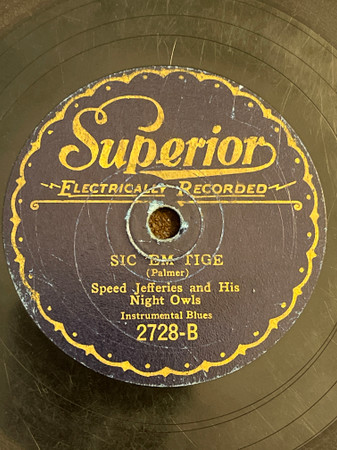 Superior
ELECTRICALLY RECORDED
SIC 'EM TIGE
(Palmer)
Speed Jefferies and His
Night Owls
Instrumental Blues
2728-B